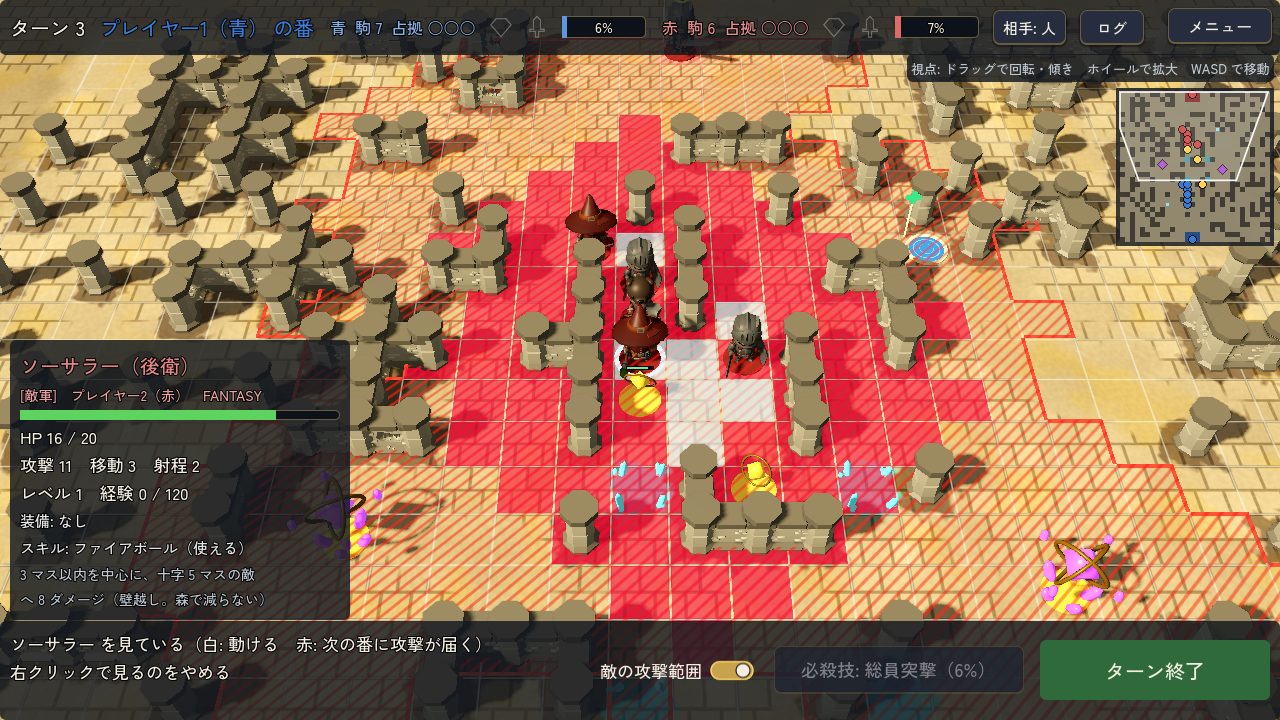 ターン 3 プレイヤー1（青）の番 青 駒 7 占拠 ○○○ 6% 赤 駒 6 占拠 ○○○ 7% 相手: 人 ログ メニュー
視点: ドラッグで回転・傾き ホイールで拡大 WASD で移動
ソーサラー（後衛）
[敵軍] プレイヤー2（赤） FANTASY
HP 16 / 20
攻撃 11 移動 3 射程 2
レベル 1 経験 0 / 120
装備: なし
スキル: ファイアボール（使える）
3 マス以内を中心に、十字 5 マスの敵
へ 8 ダメージ（壁越し。森で減らない）
ソーサラー を見ている（白: 動ける 赤: 次の番に攻撃が届く）
右クリックで見るのをやめる
敵の攻撃範囲
必殺技: 総員突撃（6%）
ターン終了